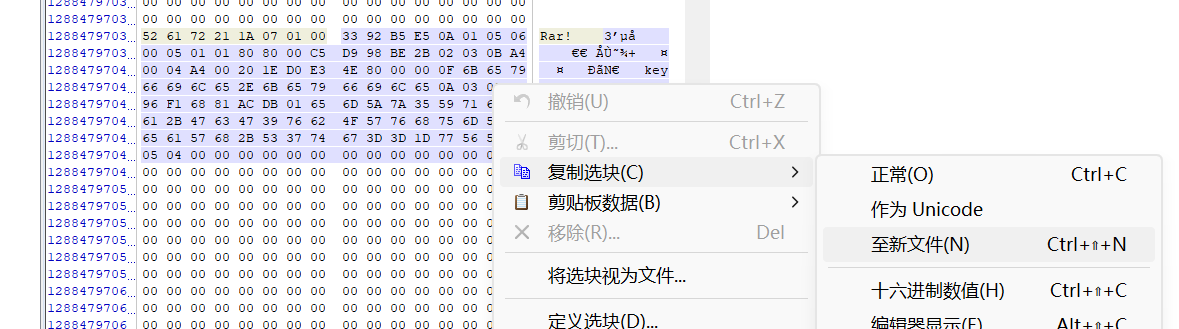 1288479703... 00 00 00 00 00 00 00 00 00 00 00 00 00 00 00 00
1288479703... 00 00 00 00 00 00 00 00 00 00 00 00 00 00 00 00
1288479703... 52 61 72 21 1A 07 01 00 33 92 B5 E5 0A 01 05 06 Rar! 3’µå
1288479704... 00 05 01 01 80 80 00 C5 D9 98 BE 2B 02 03 0B A4 €€ ÅÙ˜¾+ ¤
1288479704... 00 04 A4 00 20 1E D0 E3 4E 80 00 00 0F 6B 65 79 ¤ ÐãN€ key
1288479704... 66 69 6C 65 2E 6B 65 79 66 69 6C 65 0A 03
1288479704... 96 F1 68 81 AC DB 01 65 6D 5A 7A 35 59 71
1288479704... 61 2B 47 63 47 39 76 62 4F 57 76 68 75 6D
1288479704... 65 61 57 68 2B 53 37 74 67 3D 3D 1D 77 56
1288479704... 05 04 00 00 00 00 00 00 00 00 00 00 00 00
1288479704... 00 00 00 00 00 00 00 00 00 00 00 00 00 00
1288479705... 00 00 00 00 00 00 00 00 00 00 00 00 00 00
1288479705... 00 00 00 00 00 00 00 00 00 00 00 00 00 00
1288479705... 00 00 00 00 00 00 00 00 00 00 00 00 00 00
1288479705... 00 00 00 00 00 00 00 00 00 00 00 00 00 00
1288479705... 00 00 00 00 00 00 00 00 00 00 00 00 00 00
1288479705... 00 00 00 00 00 00 00 00 00 00 00 00 00 00
1288479706... 00 00 00 00 00 00 00 00 00 00 00 00 00 00
1288479706... 00 00 00 00 00 00 00 00 00 00 00 00 00 00
1288479706 00 00 00 00 00 00 00 00 00 00 00 00 00 00
撤销(U) Ctrl+Z
剪切(T)... Ctrl+X
复制选块(C)
剪贴板数据(B)
移除(R)... Del
将选块视为文件...
定义选块(D)...
正常(O) Ctrl+C
作为 Unicode
至新文件(N) Ctrl+⇧+N
十六进制数值(H) Ctrl+⇧+C
编辑器显示(E) Alt+⇧+C